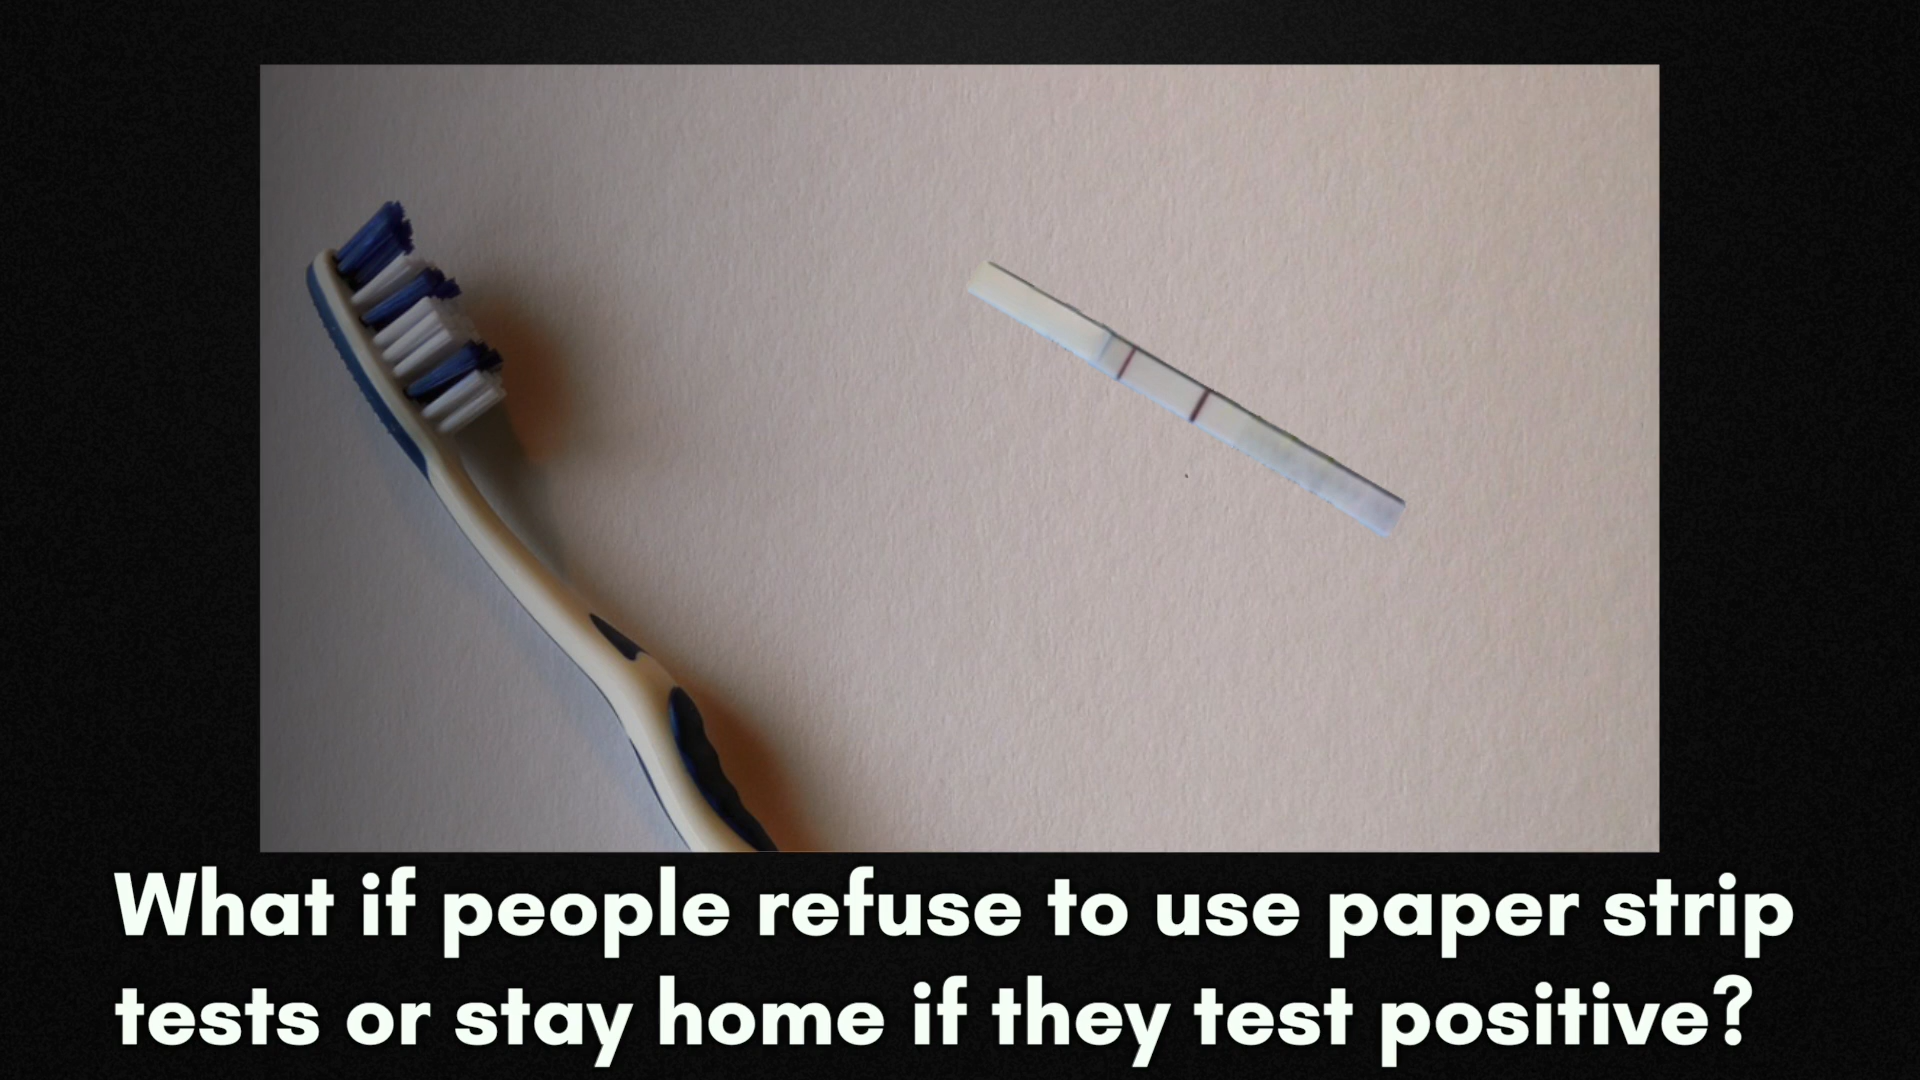 What if people refuse to use paper strip
tests or stay home if they test positive?